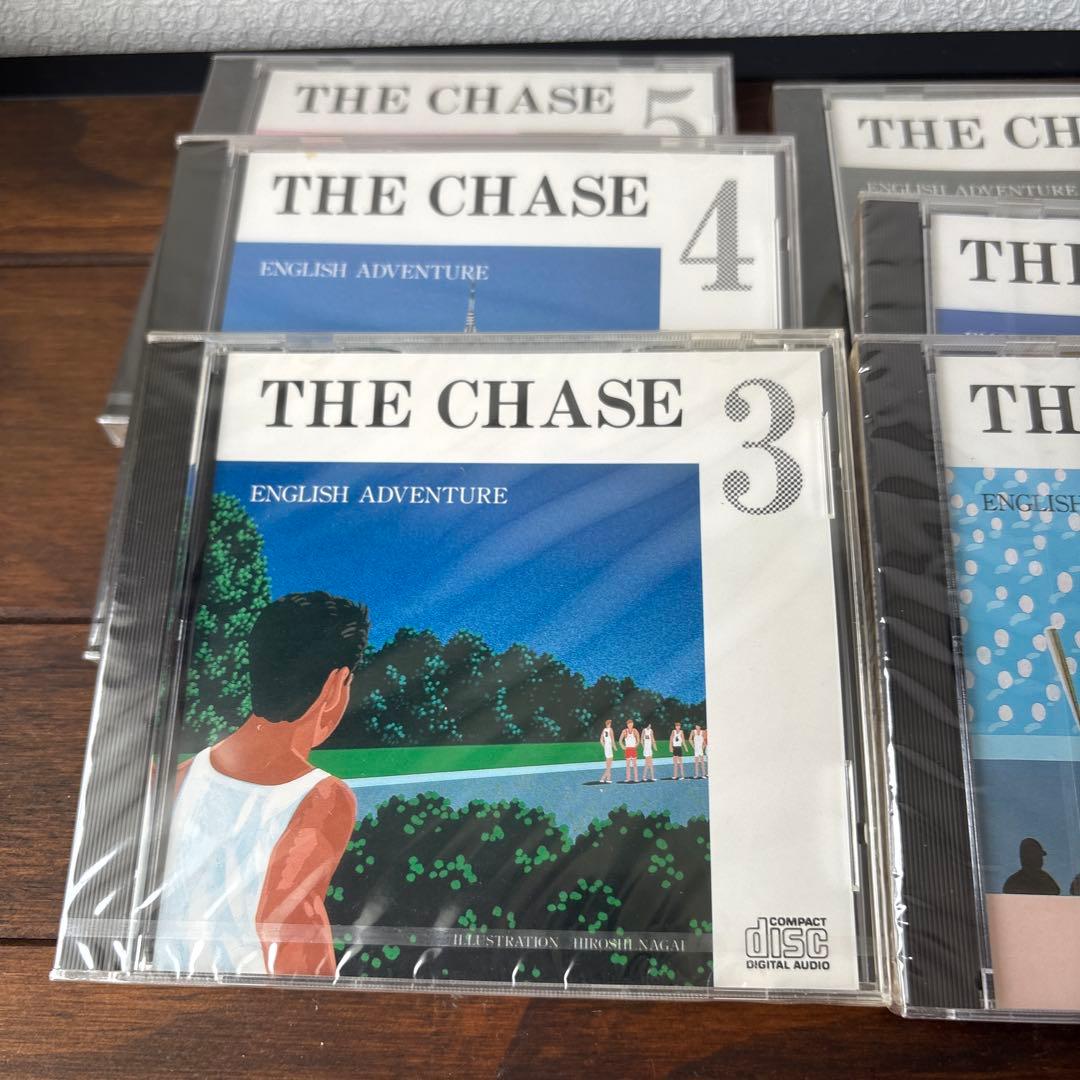 THE CHASE
5
THE CHASE
4
ENGLISH ADVENTURE
THE CHASE
3
ENGLISH ADVENTURE
ILLUSTRATION HIROSHI NAGAI
COMPACT
disc
DIGITAL AUDIO
THE CH
ENGLISH ADVENTURE
TH
TH
ENGLISH